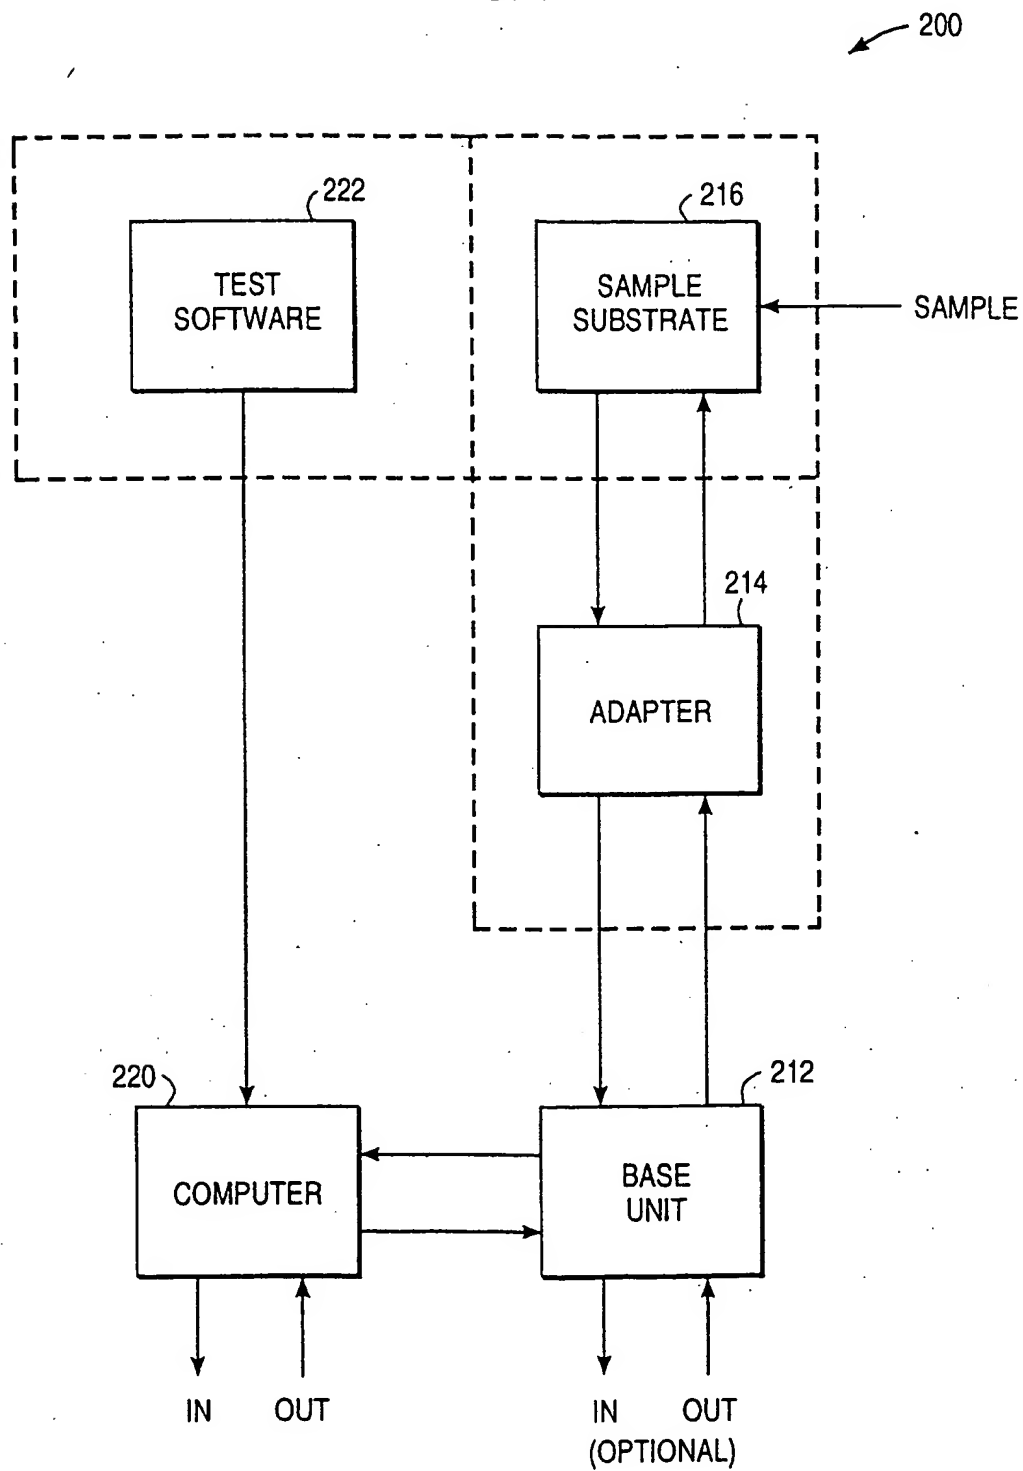 200
222
216
TEST
SOFTWARE
SAMPLE
SUBSTRATE
SAMPLE
214
ADAPTER
220
212
COMPUTER
BASE
UNIT
IN
OUT
IN
OUT
(OPTIONAL)